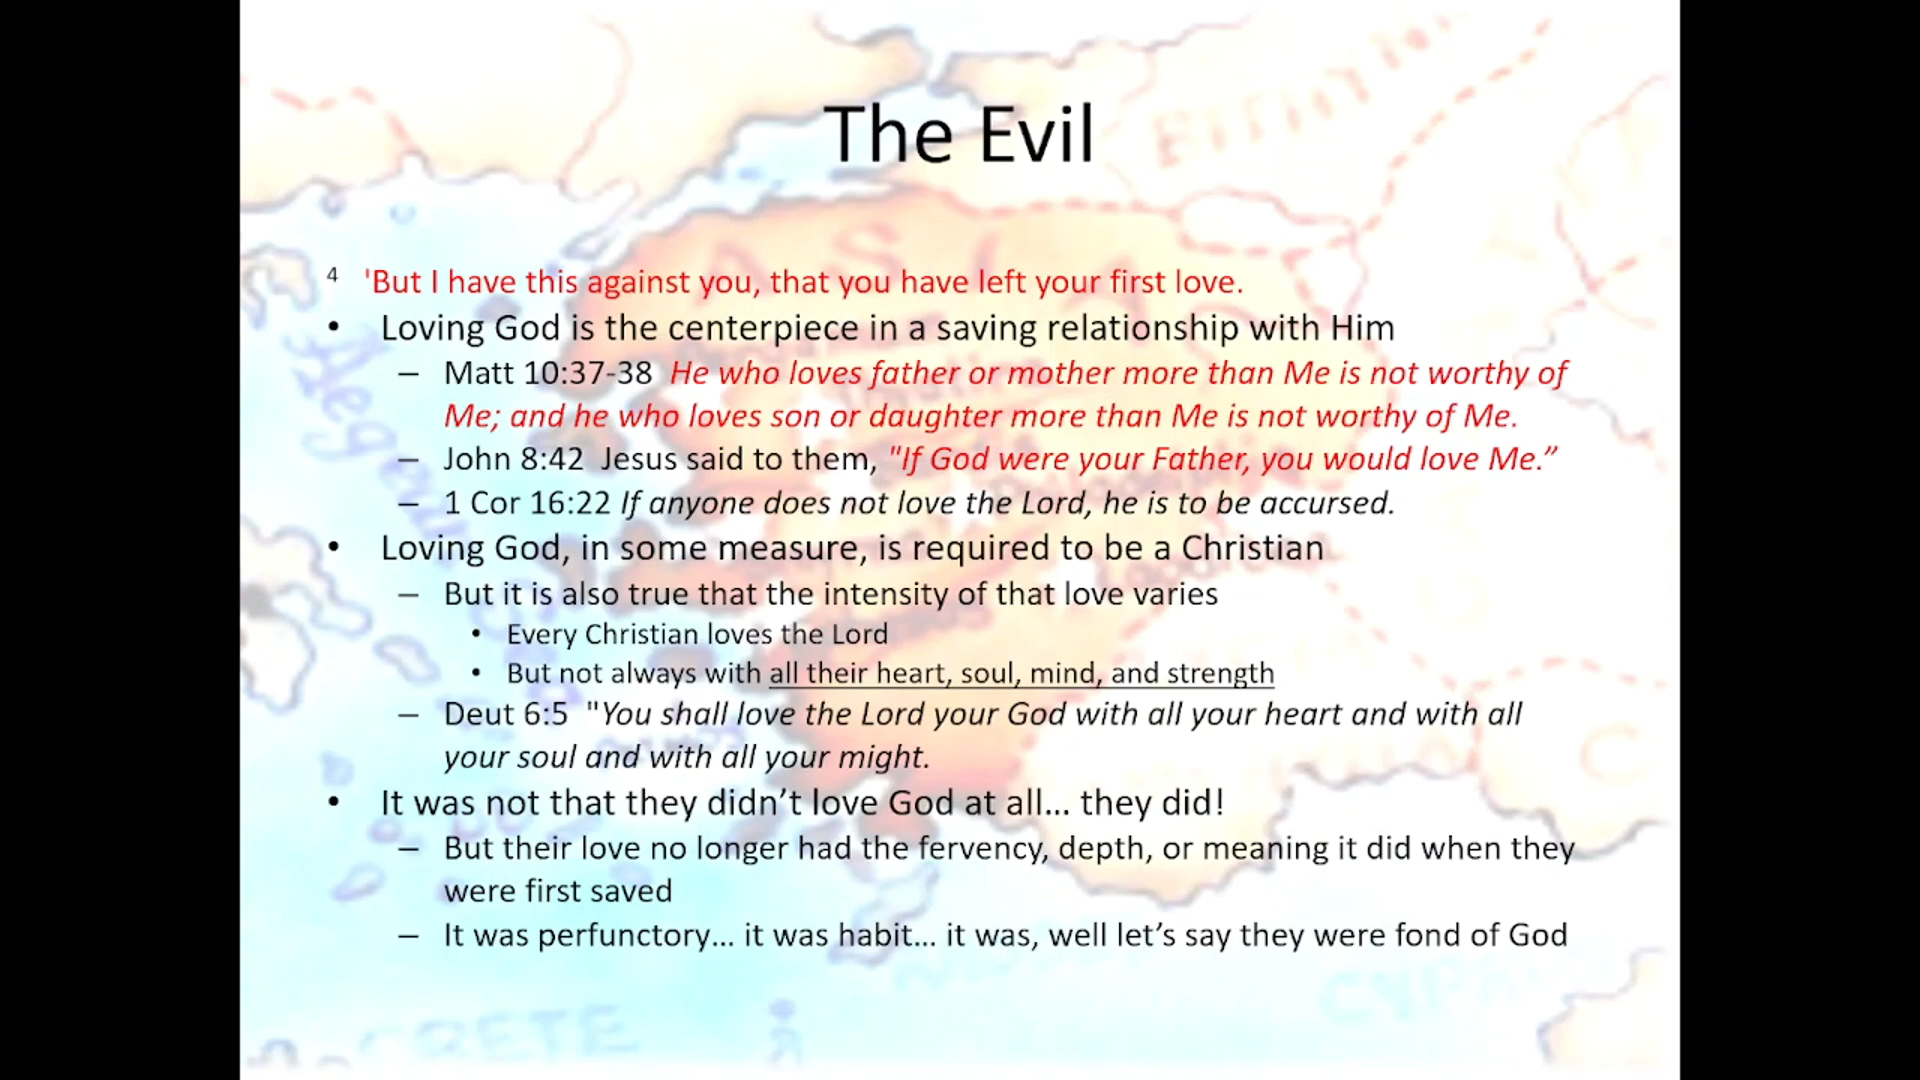 The Evil
4 'But I have this against you, that you have left your first love.
• Loving God is the centerpiece in a saving relationship with Him
– Matt 10:37-38 He who loves father or mother more than Me is not worthy of
Me; and he who loves son or daughter more than Me is not worthy of Me.
– John 8:42 Jesus said to them, "If God were your Father, you would love Me.”
– 1 Cor 16:22 If anyone does not love the Lord, he is to be accursed.
• Loving God, in some measure, is required to be a Christian
– But it is also true that the intensity of that love varies
• Every Christian loves the Lord
• But not always with all their heart, soul, mind, and strength
– Deut 6:5 "You shall love the Lord your God with all your heart and with all
your soul and with all your might.
• It was not that they didn’t love God at all... they did!
– But their love no longer had the fervency, depth, or meaning it did when they
were first saved
– It was perfunctory... it was habit... it was, well let’s say they were fond of God
BITHYNIA
ASIA
Aegean
CRETE